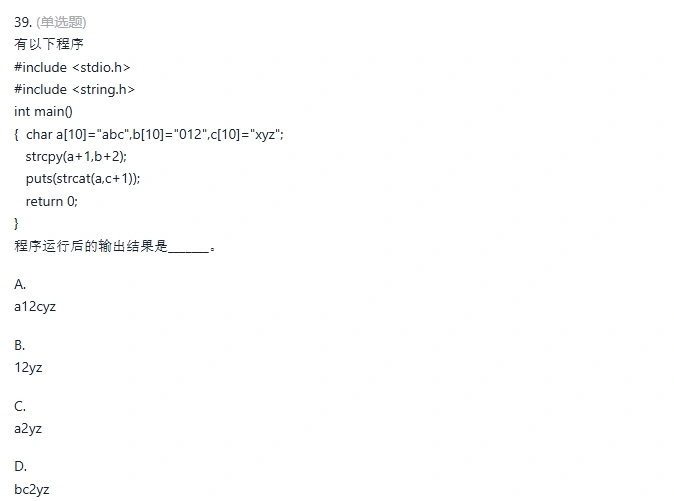 39. (单选题)
有以下程序
#include <stdio.h>
#include <string.h>
int main()
{  char a[10]="abc",b[10]="012",c[10]="xyz";
strcpy(a+1,b+2);
puts(strcat(a,c+1));
return 0;
}
程序运行后的输出结果是______。
A.
a12cyz
B.
12yz
C.
a2yz
D.
bc2yz